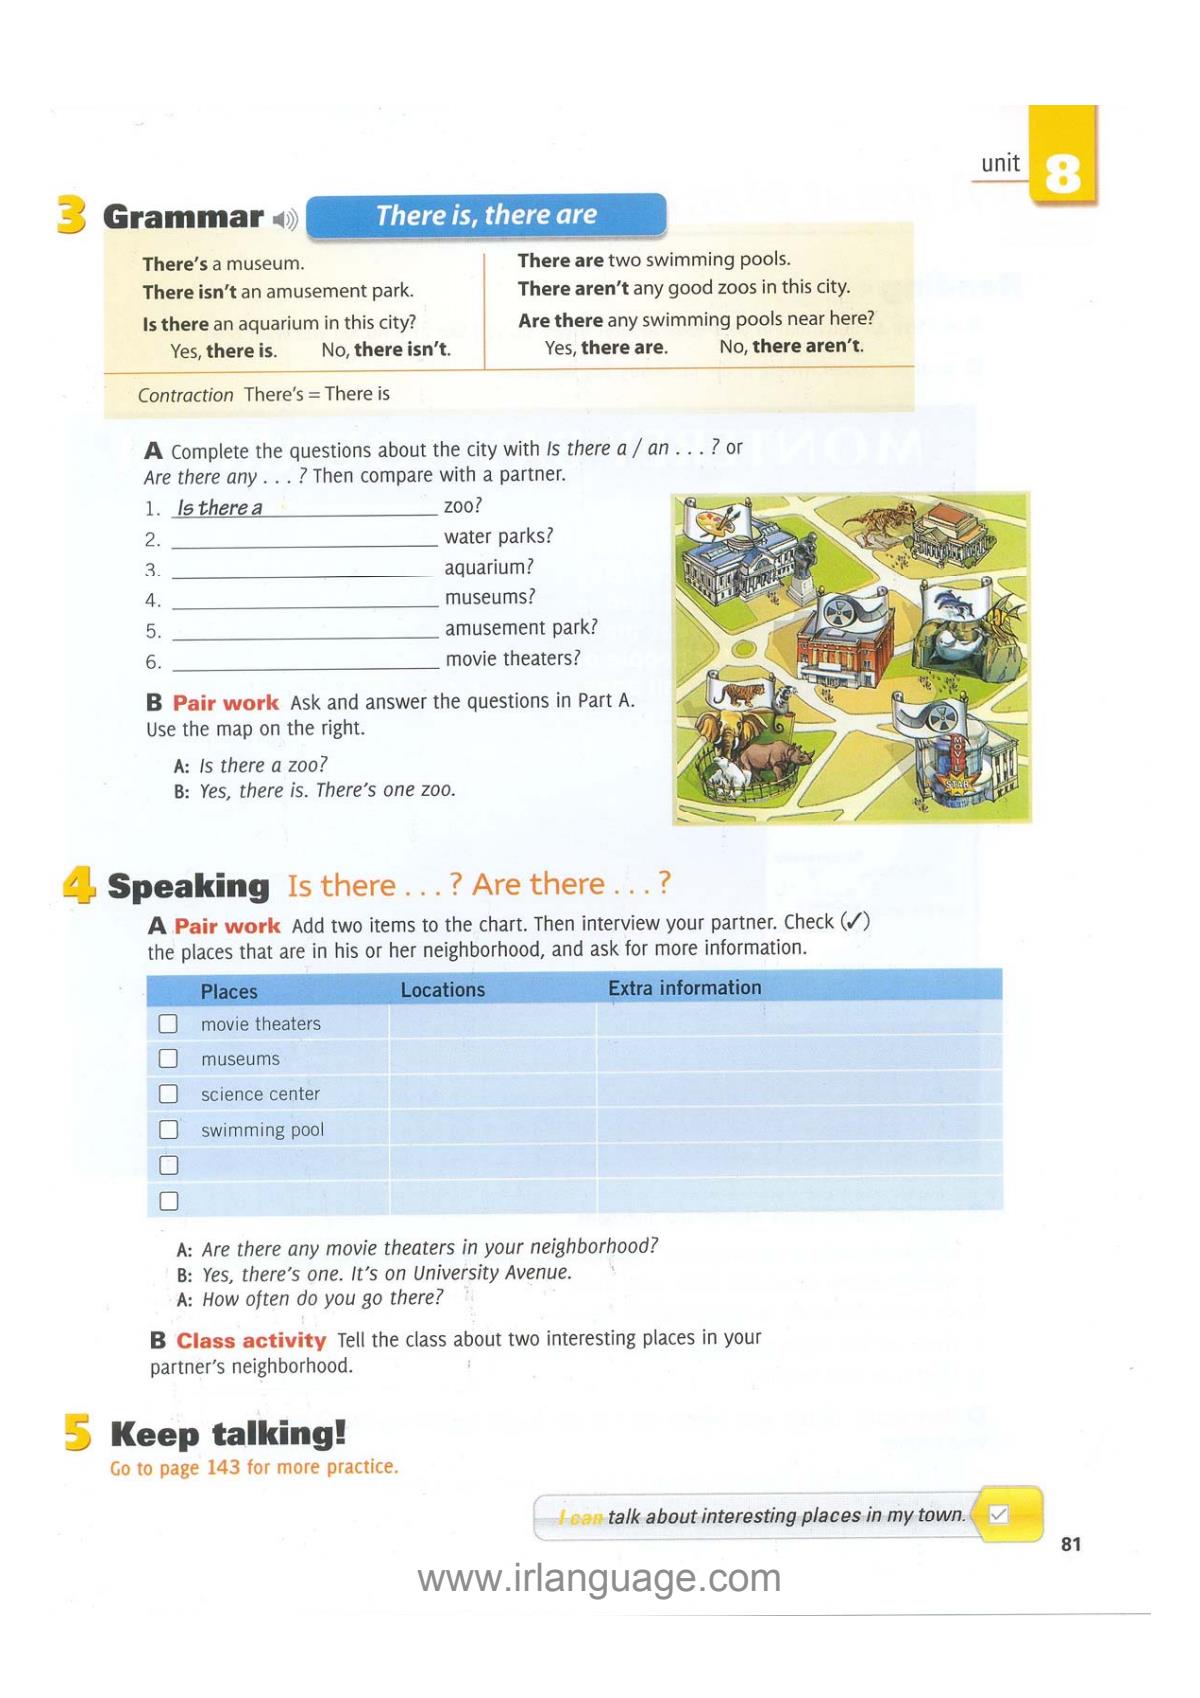 unit 8
3 Grammar There is, there are
There's a museum.
There isn't an amusement park.
Is there an aquarium in this city?
Yes, there is. No, there isn't.
There are two swimming pools.
There aren't any good zoos in this city.
Are there any swimming pools near here?
Yes, there are. No, there aren't.
Contraction There's = There is
A Complete the questions about the city with Is there a / an . . . ? or
Are there any . . . ? Then compare with a partner.
1. Is there a zoo?
2. water parks?
3. aquarium?
4. museums?
5. amusement park?
6. movie theaters?
B Pair work Ask and answer the questions in Part A.
Use the map on the right.
A: Is there a zoo?
B: Yes, there is. There's one zoo.
MOVIE
STAR
4 Speaking Is there . . . ? Are there . . . ?
A Pair work Add two items to the chart. Then interview your partner. Check (✓)
the places that are in his or her neighborhood, and ask for more information.
Places Locations Extra information
movie theaters
museums
science center
swimming pool
A: Are there any movie theaters in your neighborhood?
B: Yes, there's one. It's on University Avenue.
A: How often do you go there?
B Class activity Tell the class about two interesting places in your
partner's neighborhood.
5 Keep talking!
Go to page 143 for more practice.
I can talk about interesting places in my town.
81
www.irlanguage.com